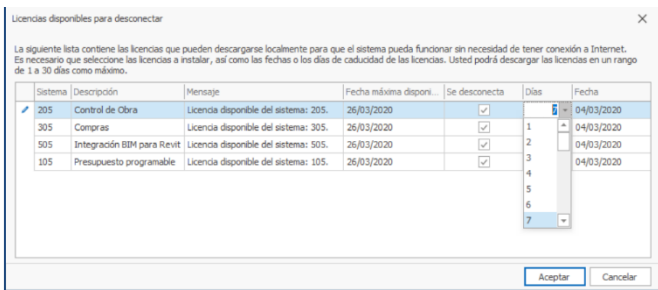 Licencias disponibles para desconectar
La siguiente lista contiene las licencias que pueden descargarse localmente para que el sistema pueda funcionar sin necesidad de tener conexión a Internet.
Es necesario que seleccione las licencias a instalar, así como las fechas o los días de caducidad de las licencias. Usted podrá descargar las licencias en un rango
de 1 a 30 días como máximo.
Sistema Descripción Mensaje Fecha máxima disponi... Se desconecta Días Fecha
205 Control de Obra Licencia disponible del sistema: 205. 26/03/2020 7 04/03/2020
305 Compras Licencia disponible del sistema: 305. 26/03/2020 1 04/03/2020
505 Integración BIM para Revit Licencia disponible del sistema: 505. 26/03/2020 2 04/03/2020
105 Presupuesto programable Licencia disponible del sistema: 105. 26/03/2020 3 04/03/2020
4
5
6
7
Aceptar Cancelar